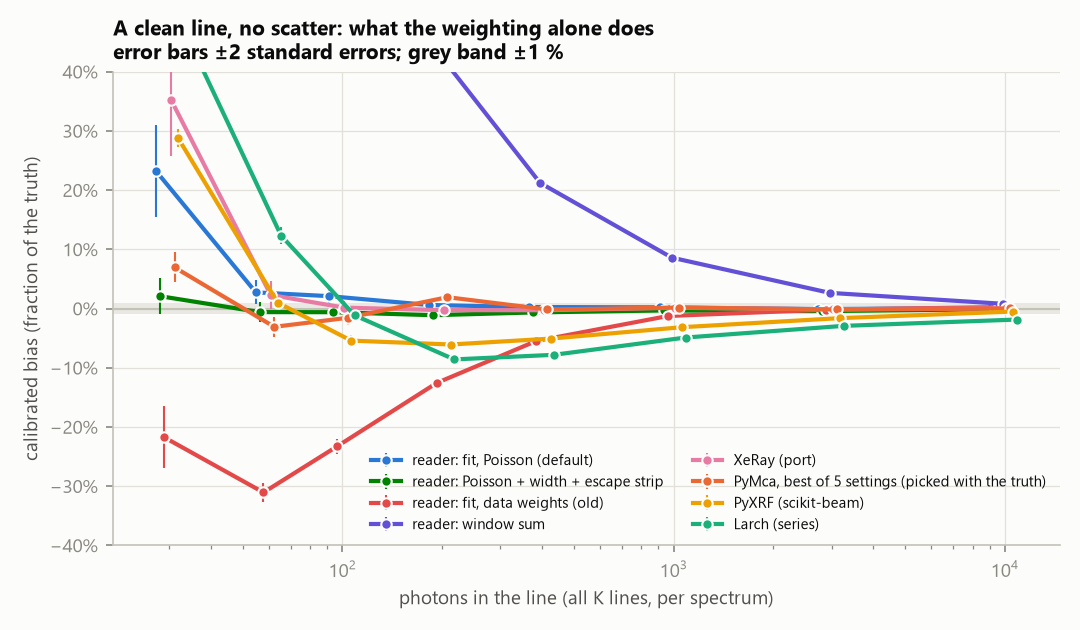 A clean line, no scatter: what the weighting alone does
error bars ±2 standard errors; grey band ±1 %
calibrated bias (fraction of the truth)
40%
30%
20%
10%
0%
−10%
−20%
−30%
−40%
reader: fit, Poisson (default)
reader: Poisson + width + escape strip
reader: fit, data weights (old)
reader: window sum
XeRay (port)
PyMca, best of 5 settings (picked with the truth)
PyXRF (scikit-beam)
Larch (series)
10²
10³
10⁴
photons in the line (all K lines, per spectrum)